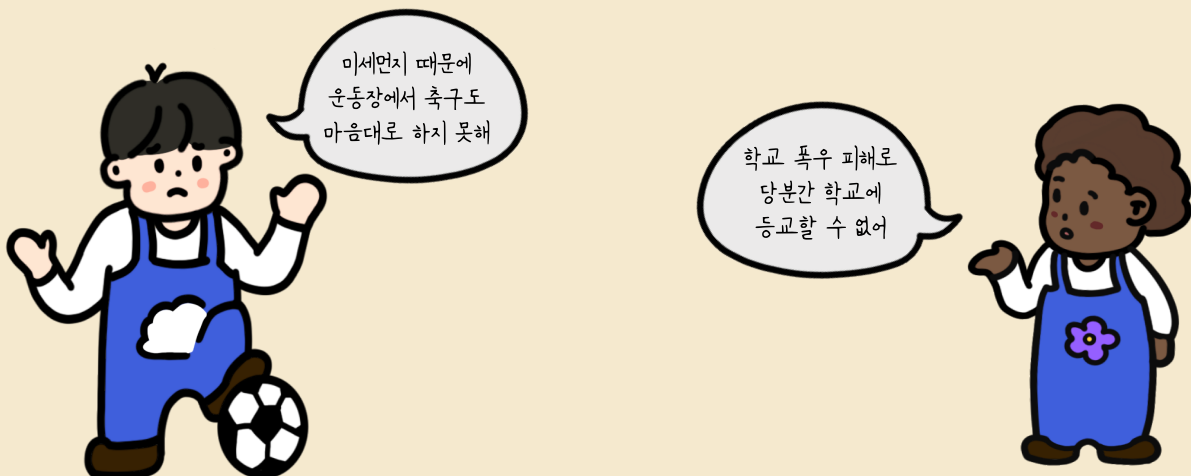 미세먼지 때문에
운동장에서 축구도
마음대로 하지 못해
학교 폭우 피해로
당분간 학교에
등교할 수 없어